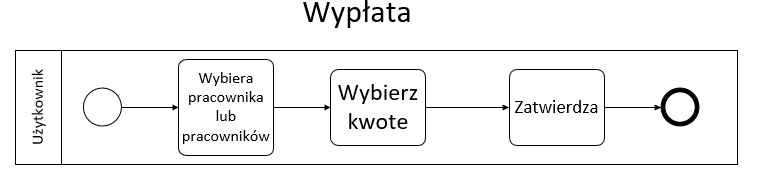 Wypłata
Użytkownik
Wybiera
pracownika
lub
pracowników
Wybierz
kwote
Zatwierdza